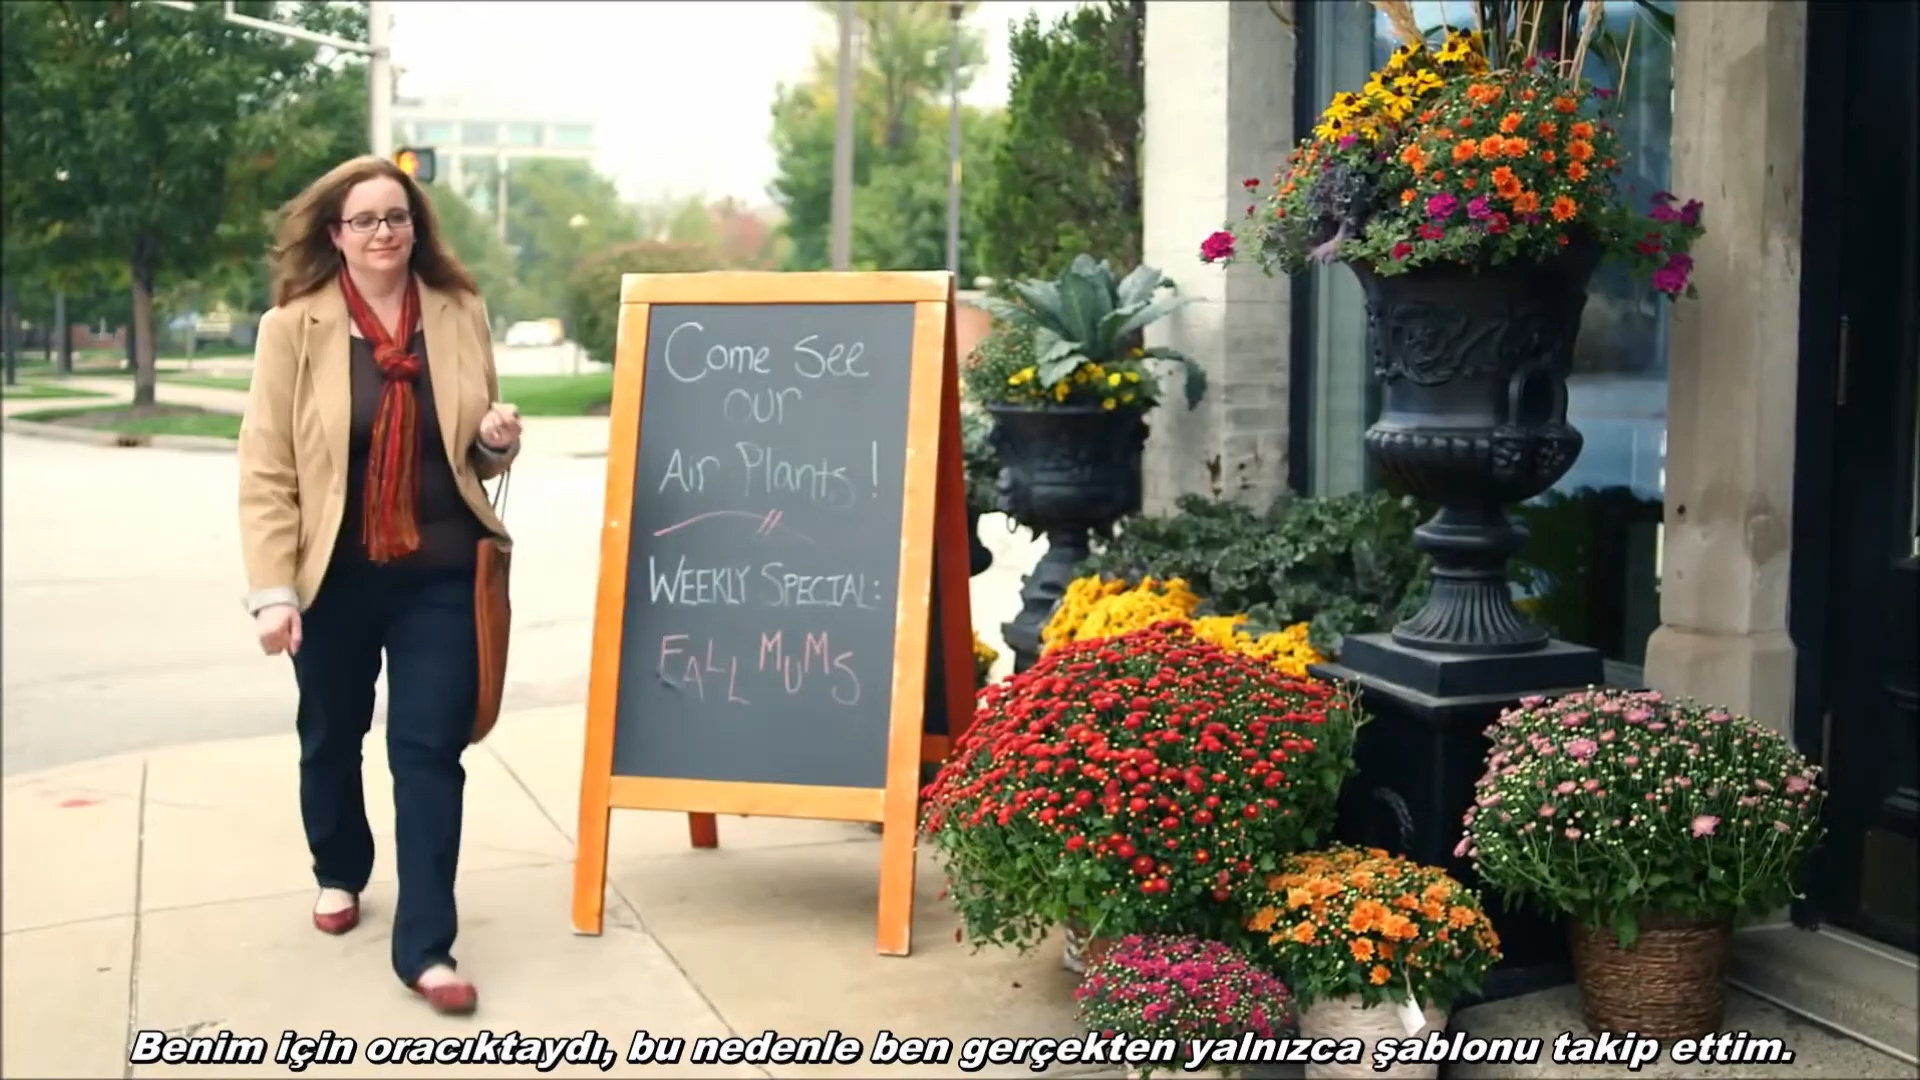 Come See
our
Air Plants!
WEEKLY SPECIAL:
FALL MUMS
Benim için oracıktaydı, bu nedenle ben gerçekten yalnızca şablonu takip ettim.